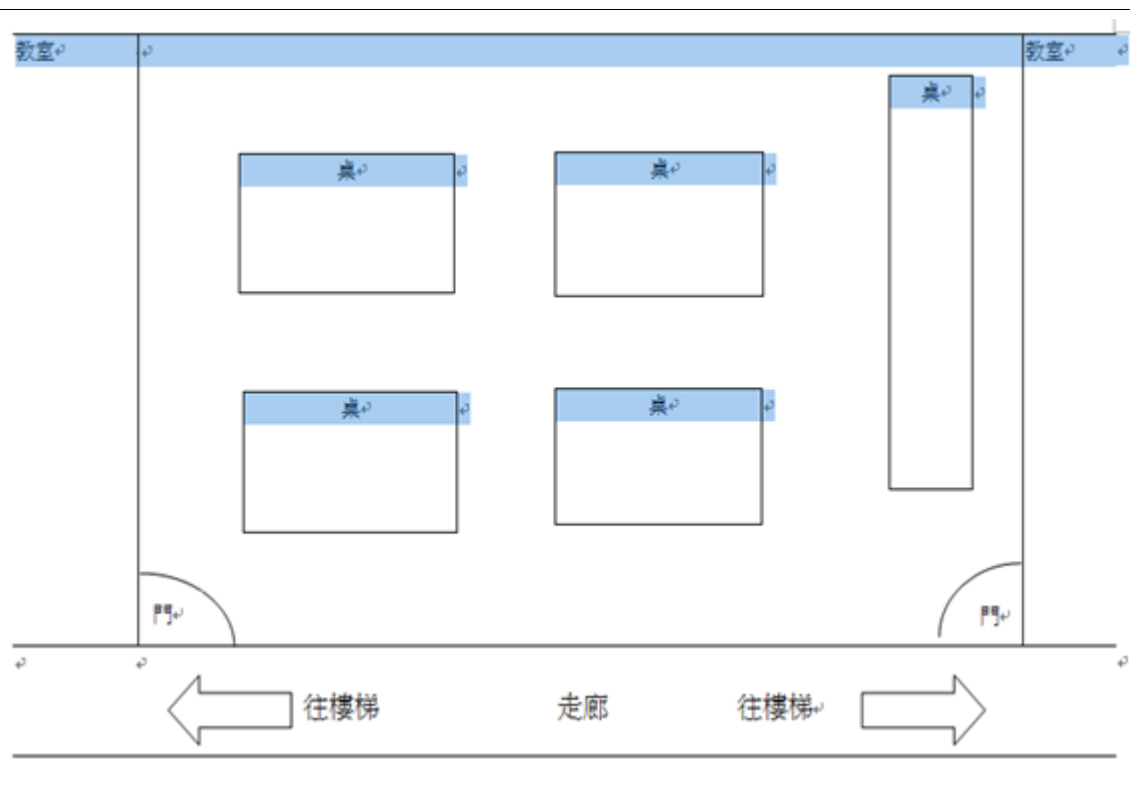 教室 教室
桌
桌 桌
桌 桌
門 門
往樓梯 走廊 往樓梯